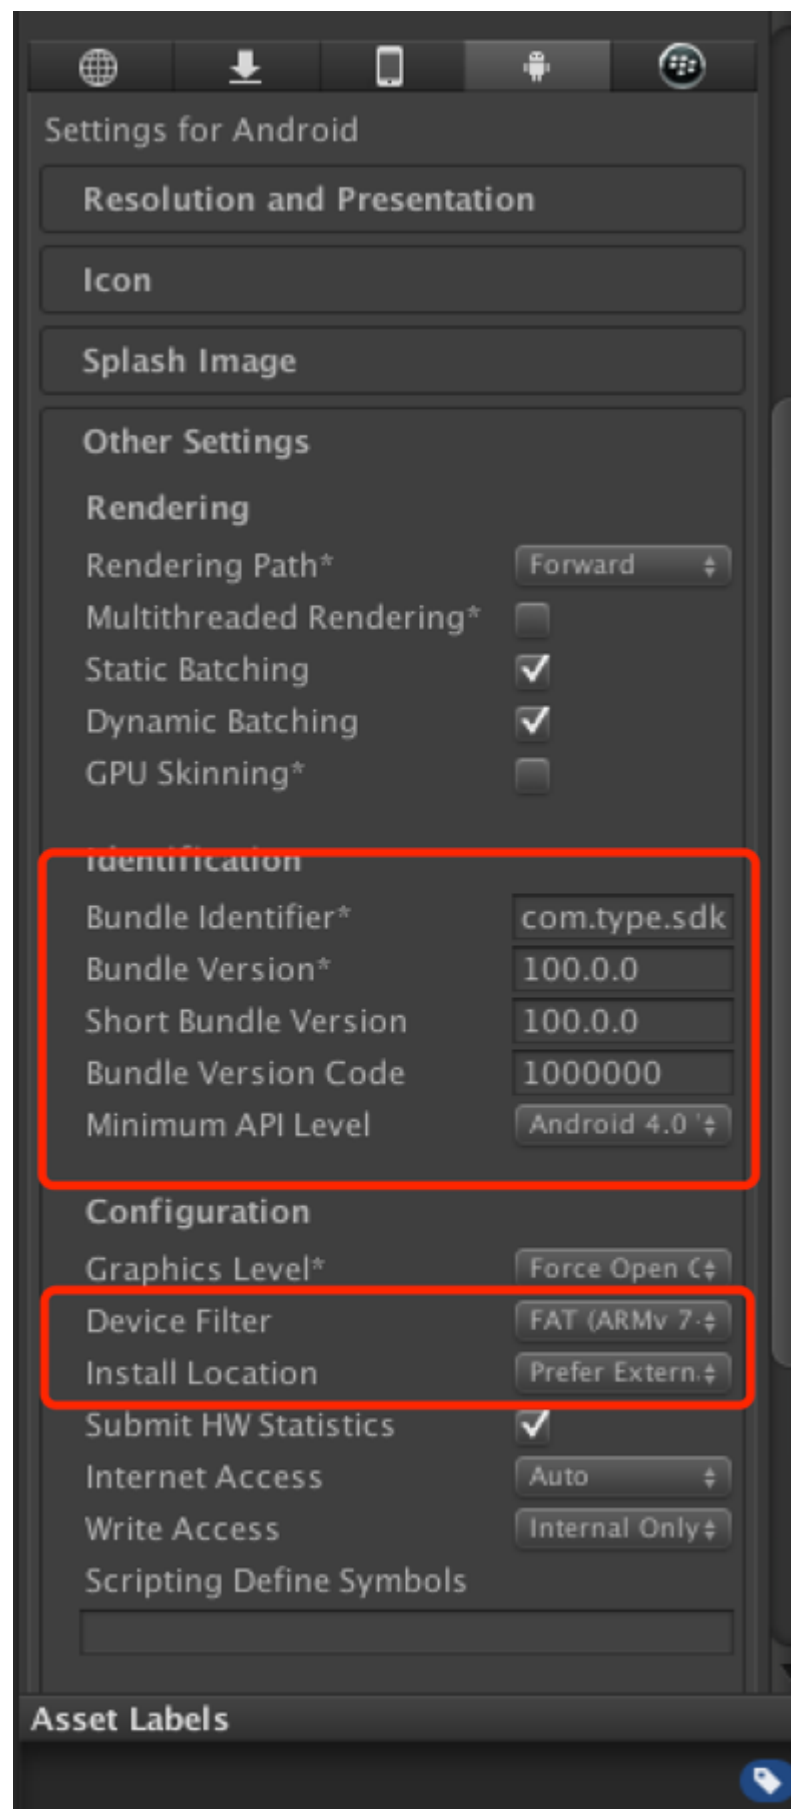 Settings for Android
Resolution and Presentation
Icon
Splash Image
Other Settings
Rendering
Rendering Path* Forward
Multithreaded Rendering*
Static Batching
Dynamic Batching
GPU Skinning*
Identification
Bundle Identifier* com.type.sdk
Bundle Version* 100.0.0
Short Bundle Version 100.0.0
Bundle Version Code 1000000
Minimum API Level Android 4.0 '
Configuration
Graphics Level* Force Open
Device Filter FAT (ARMv 7-
Install Location Prefer Extern
Submit HW Statistics
Internet Access Auto
Write Access Internal Only
Scripting Define Symbols
Asset Labels